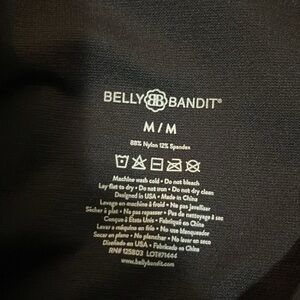 BELLY BB BANDIT®
M/M
88% Nylon 12% Spandex
Machine wash cold • Do not bleach
Lay flat to dry • Do not iron • Do not dry clean
Designed in USA • Made in China
Lavage en machine à froid • Ne pas javelliser
Sécher à plat • Ne pas repasser • Pas de nettoyage à sec
Conçue à États Unis • Fabriqué en China
Lavar a máquina en frío • No use blanqueador
Secar en plano • No planchar • No lavar en seco
Diseñado en USA • Fabricado en China
RN# 125803 LOT#71444
www.bellybandit.com